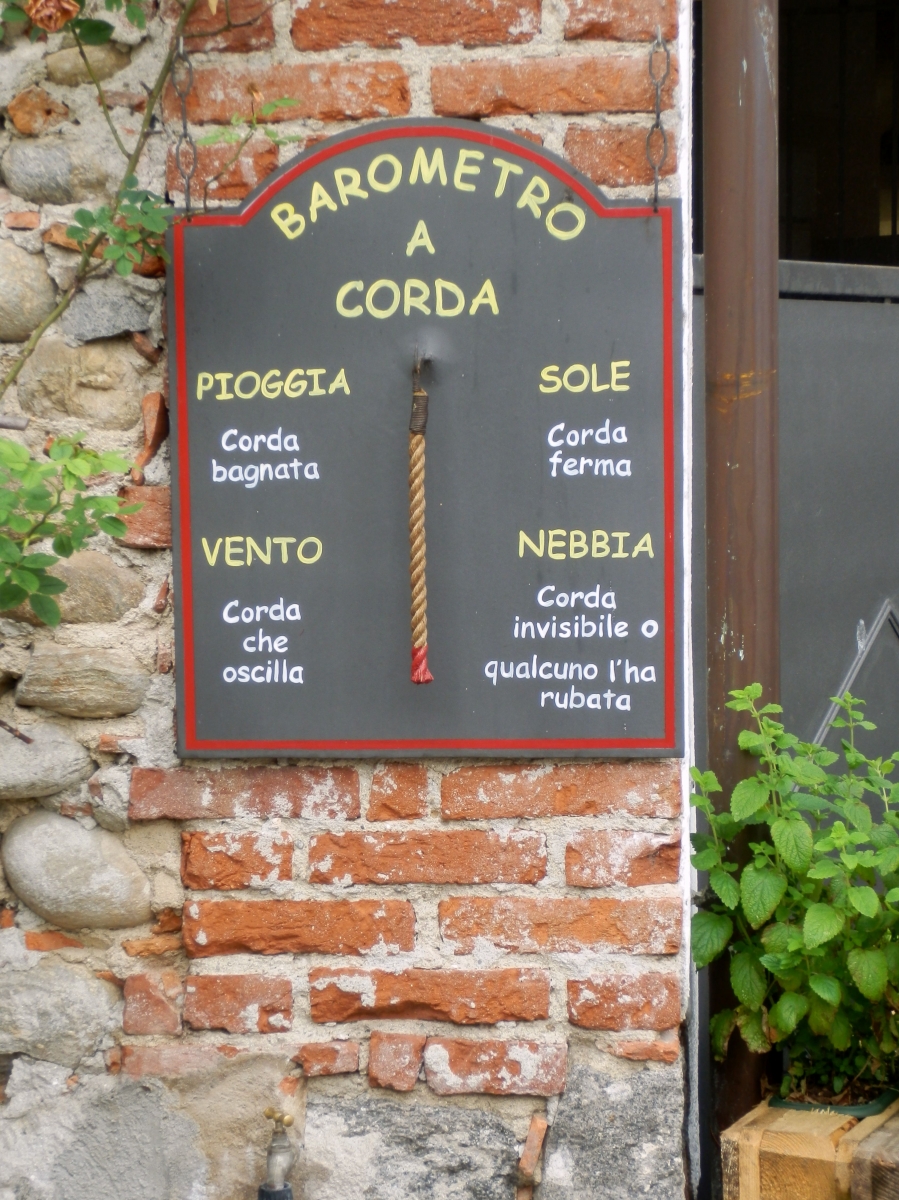 BAROMETRO
A
CORDA
PIOGGIA
Corda
bagnata
SOLE
Corda
ferma
VENTO
Corda
che
oscilla
NEBBIA
Corda
invisibile o
qualcuno l'ha
rubata